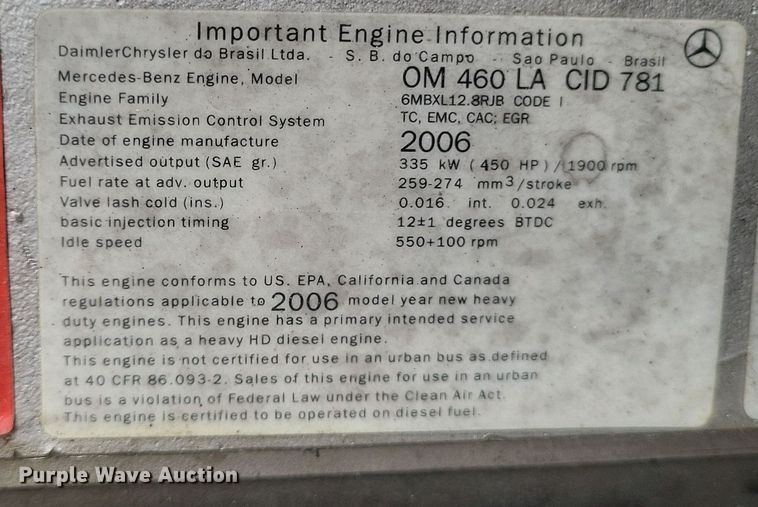 Important Engine Information
DaimlerChrysler do Brasil Ltda. - S. B. do Campo - Sao Paulo - Brasil
Mercedes-Benz Engine, Model OM 460 LA CID 781
Engine Family 6MBXL12.8RJB CODE I
Exhaust Emission Control System TC, EMC, CAC; EGR
Date of engine manufacture 2006
Advertised output (SAE gr.) 335 kW (450 HP) / 1900 rpm
Fuel rate at adv. output 259-274 mm3/stroke
Valve lash cold (ins.) 0.016 int. 0.024 exh.
basic injection timing 12±1 degrees BTDC
Idle speed 550+100 rpm
This engine conforms to US. EPA, California and Canada
regulations applicable to 2006 model year new heavy
duty engines. This engine has a primary intended service
application as a heavy HD diesel engine.
This engine is not certified for use in an urban bus as defined
at 40 CFR 86.093-2. Sales of this engine for use in an urban
bus is a violation of Federal Law under the Clean Air Act.
This engine is certified to be operated on diesel fuel.
Purple Wave Auction